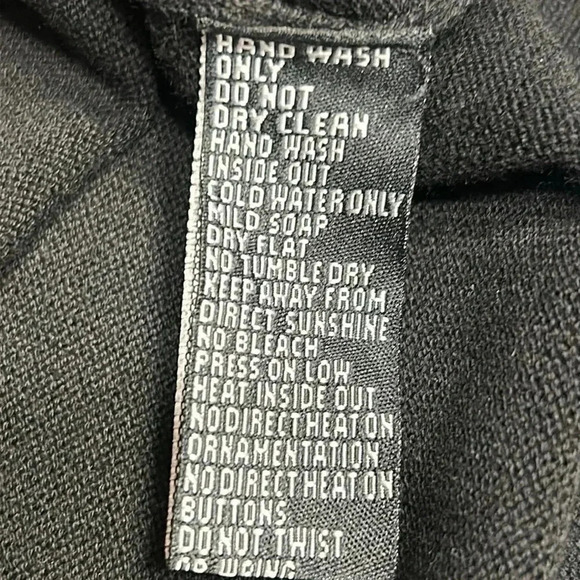 HAND WASH
ONLY
DO NOT
DRY CLEAN
HAND WASH
INSIDE OUT
COLD WATER ONLY
MILD SOAP
DRY FLAT
NO TUMBLE DRY
KEEP AWAY FROM
DIRECT SUNSHINE
NO BLEACH
PRESS ON LOW
HEAT INSIDE OUT
NO DIRECT HEAT ON
ORNAMENTATION
NO DIRECT HEAT ON
BUTTONS
DO NOT TWIST
OR WRING